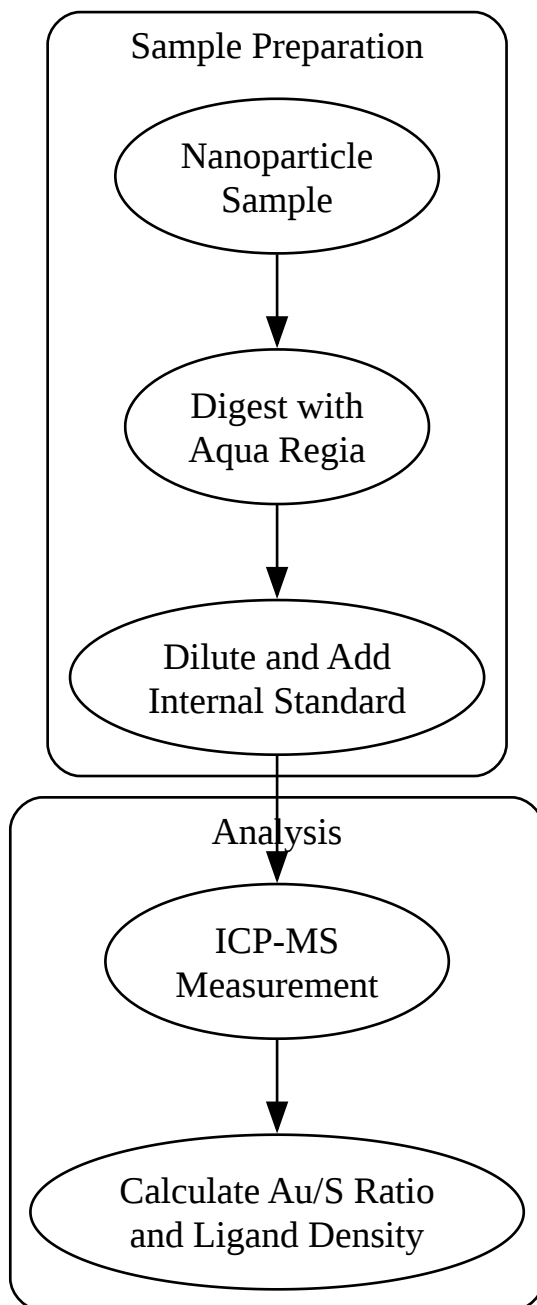 Sample Preparation
Nanoparticle
Sample
Digest with
Aqua Regia
Dilute and Add
Internal Standard
Analysis
ICP-MS
Measurement
Calculate Au/S Ratio
and Ligand Density